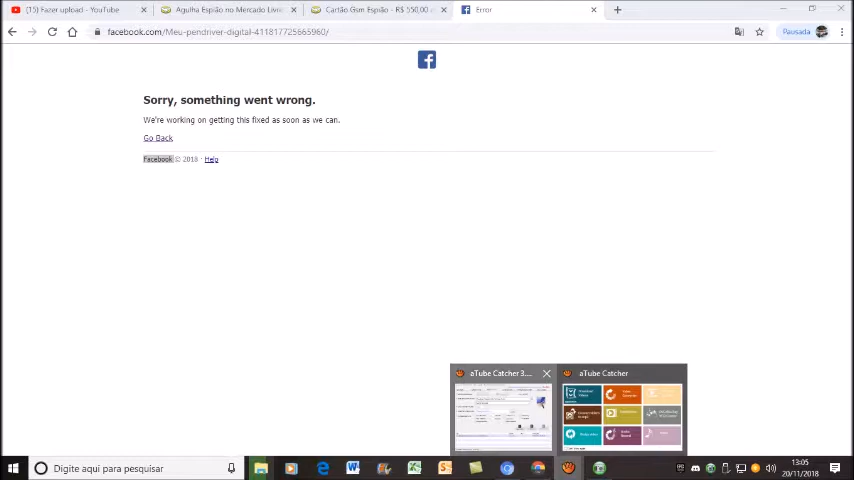 (15) Fazer upload - YouTube
Agulha Espião no Mercado Livre
Cartão Gsm Espião - R$ 550,00
Error
facebook.com/Meu-pendriver-digital-411817725665960/
Pausada
Sorry, something went wrong.
We're working on getting this fixed as soon as we can.
Go Back
Facebook © 2018 · Help
aTube Catcher 3....
aTube Catcher
Digite aqui para pesquisar
13:05
20/11/2018